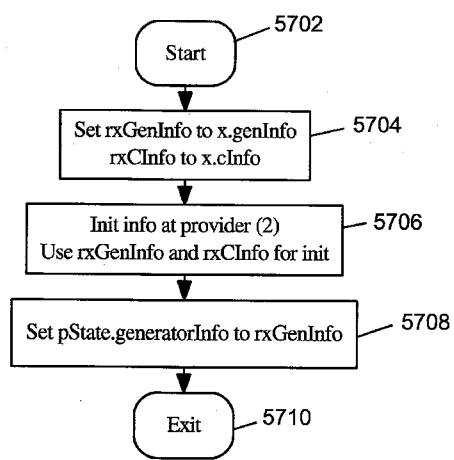 5702
Start
Set rxGenInfo to x.genInfo
rxCInfo to x.cInfo
5704
Init info at provider (2)
Use rxGenInfo and rxCInfo for init
5706
Set pState.generatorInfo to rxGenInfo
5708
Exit
5710